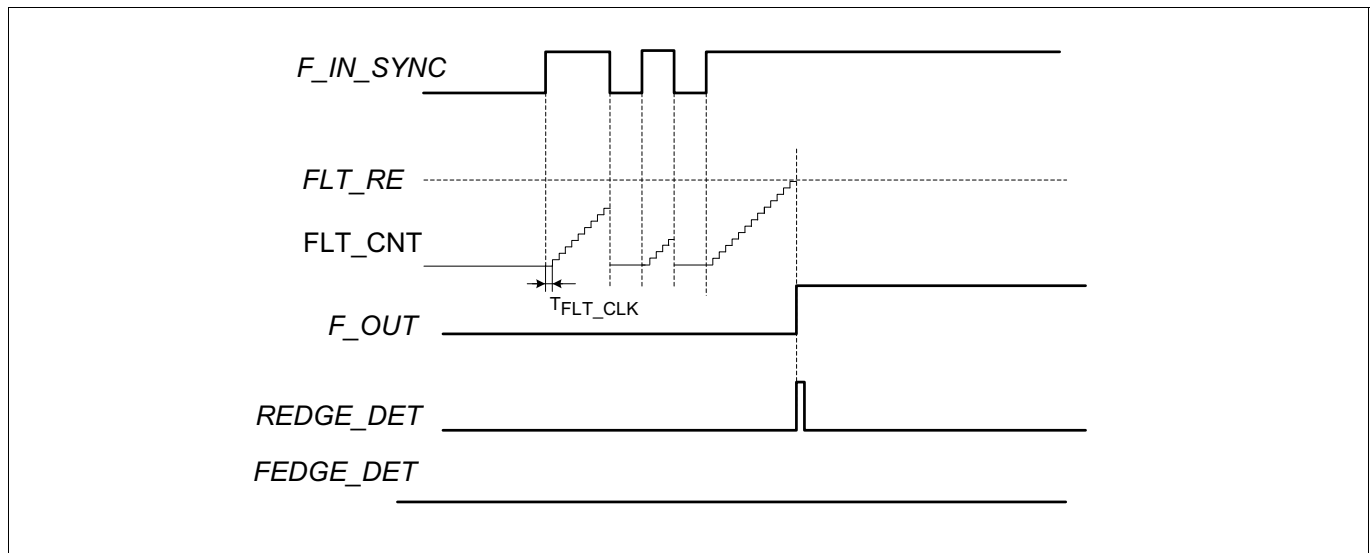 F_IN_SYNC
FLT_RE
FLT_CNT
TFLT_CLK
F_OUT
REDGE_DET
FEDGE_DET